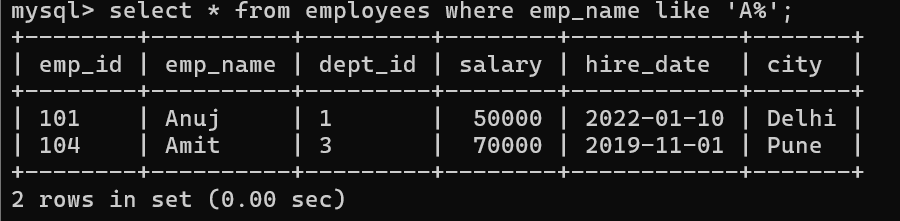 mysql> select * from employees where emp_name like 'A%';
+--------+----------+---------+--------+------------+-------+
| emp_id | emp_name | dept_id | salary | hire_date  | city  |
+--------+----------+---------+--------+------------+-------+
| 101    | Anuj     | 1       |  50000 | 2022-01-10 | Delhi |
| 104    | Amit     | 3       |  70000 | 2019-11-01 | Pune  |
+--------+----------+---------+--------+------------+-------+
2 rows in set (0.00 sec)